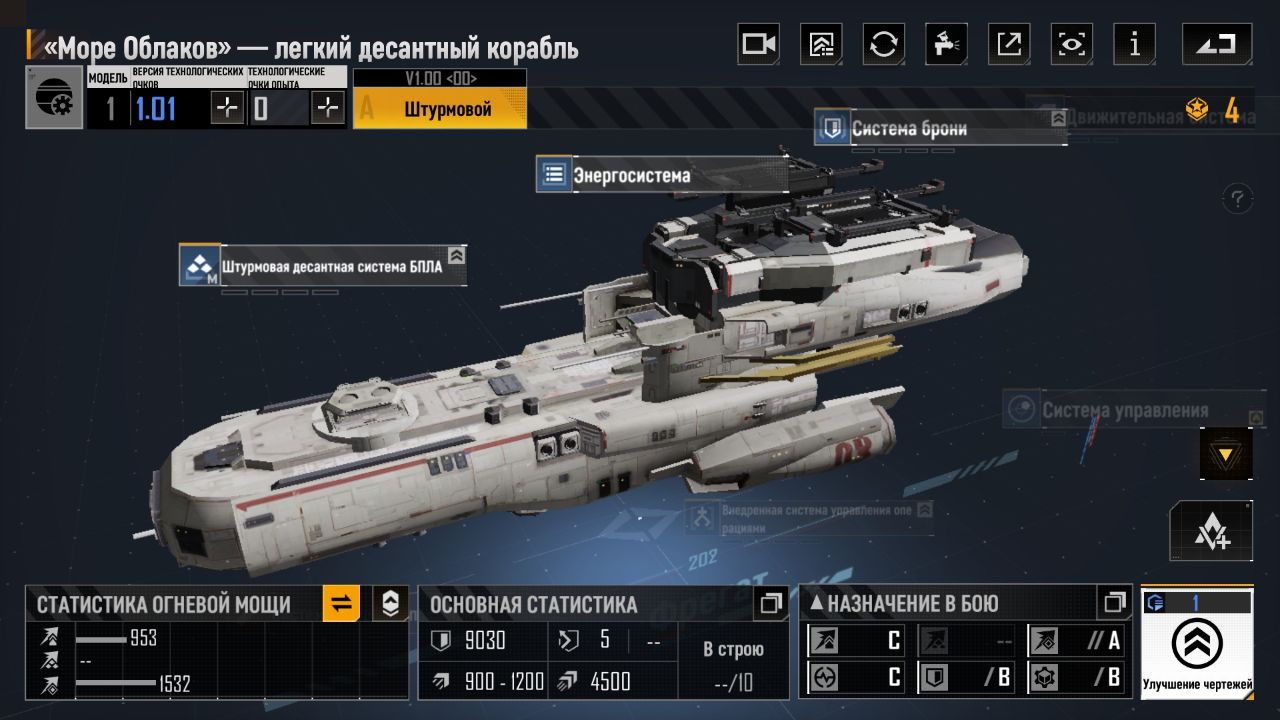 «Море Облаков» — легкий десантный корабль
МОДЕЛЬ
ВЕРСИЯ ТЕХНОЛОГИЧЕСКИХ
ОЧКОВ
ТЕХНОЛОГИЧЕСКИЕ
ОЧКИ ОПЫТА
1
1.01
0
V1.00 <00>
A
Штурмовой
4
Система брони
Движительная система
Энергосистема
?
Штурмовая десантная система БПЛА
M
Система управления
Внедренная система управления опе
рациями
202
Фрегат
СТАТИСТИКА ОГНЕВОЙ МОЩИ
953
--
1532
ОСНОВНАЯ СТАТИСТИКА
9030
5
--
900 - 1200
4500
В строю
--/10
▲НАЗНАЧЕНИЕ В БОЮ
C
--
// A
C
/ B
/ B
1
Улучшение чертежей